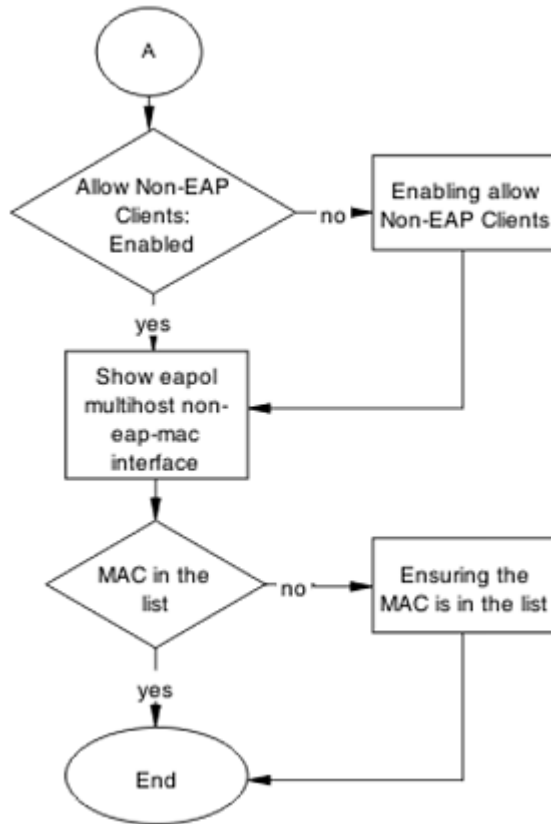 A
Allow Non-EAP
Clients:
Enabled
no
Enabling allow
Non-EAP Clients
yes
Show eapol
multihost non-
eap-mac
interface
MAC in the
list
no
Ensuring the
MAC is in the list
yes
End